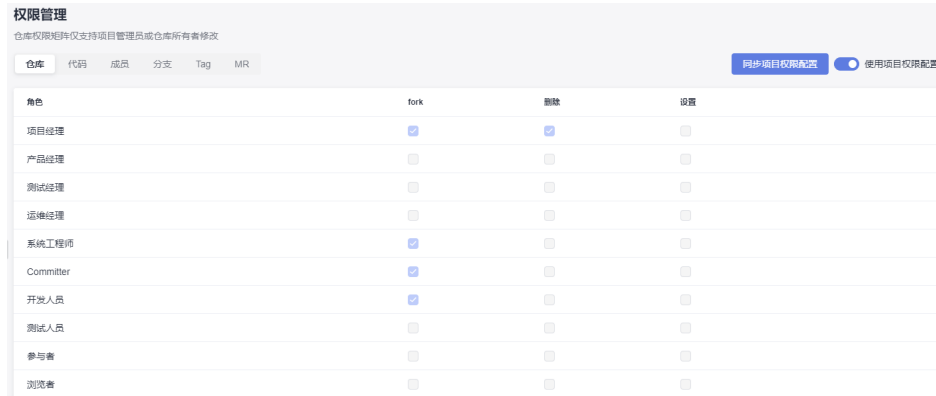 权限管理
仓库权限矩阵仅支持项目管理员或仓库所有者修改
仓库 代码 成员 分支 Tag MR 同步项目权限配置 使用项目权限配置
角色 fork 删除 设置
项目经理
产品经理
测试经理
运维经理
系统工程师
Committer
开发人员
测试人员
参与者
浏览者